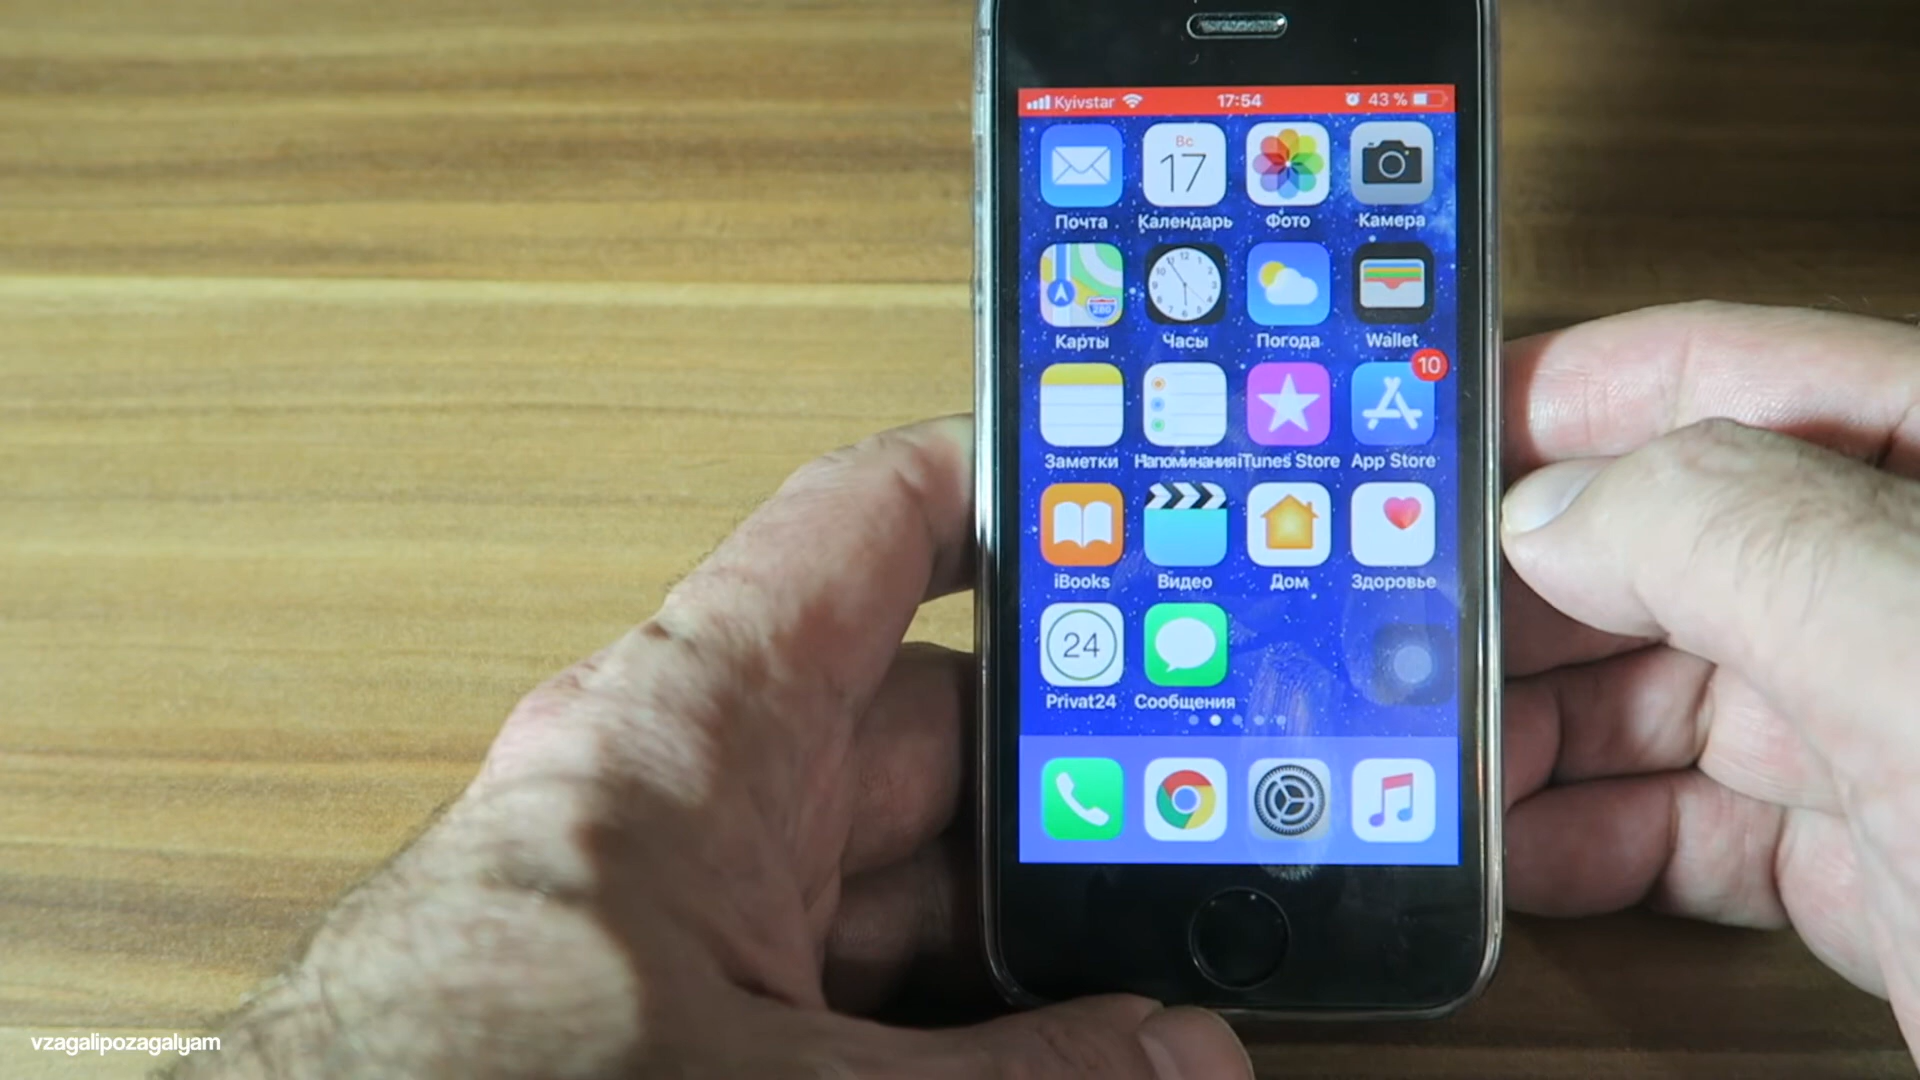 Kyivstar 17:54 43 %
Вс
17
Почта Календарь Фото Камера
280
Карты Часы Погода Wallet
10
Заметки Напоминания iTunes Store App Store
iBooks Видео Дом Здоровье
24
Privat24 Сообщения
vzagalipozagalyam